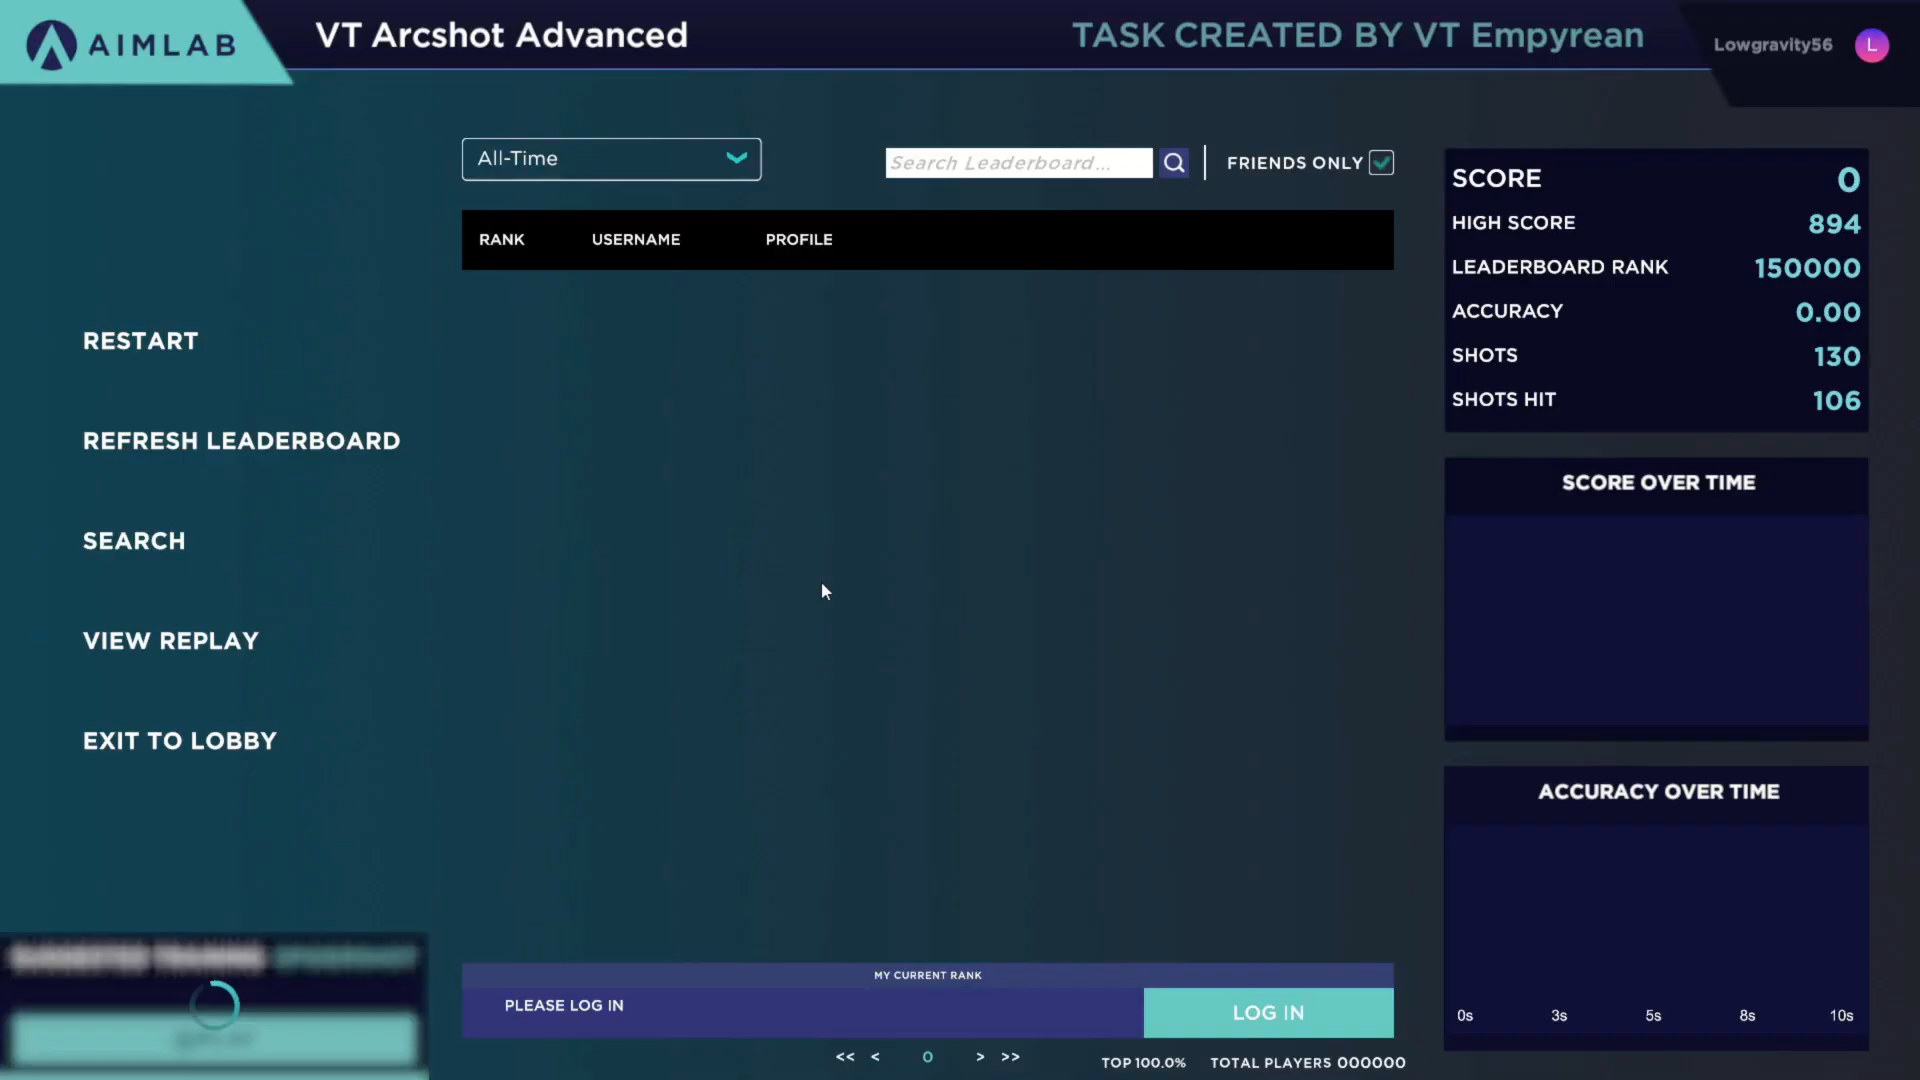 AIMLAB
VT Arcshot Advanced
TASK CREATED BY VT Empyrean
Lowgravity56
L
All-Time
Search Leaderboard...
FRIENDS ONLY
RANK USERNAME PROFILE
RESTART
REFRESH LEADERBOARD
SEARCH
VIEW REPLAY
EXIT TO LOBBY
SCORE 0
HIGH SCORE 894
LEADERBOARD RANK 150000
ACCURACY 0.00
SHOTS 130
SHOTS HIT 106
SCORE OVER TIME
ACCURACY OVER TIME
0s 3s 5s 8s 10s
MY CURRENT RANK
PLEASE LOG IN
LOG IN
<< < 0 > >>
TOP 100.0% TOTAL PLAYERS 000000